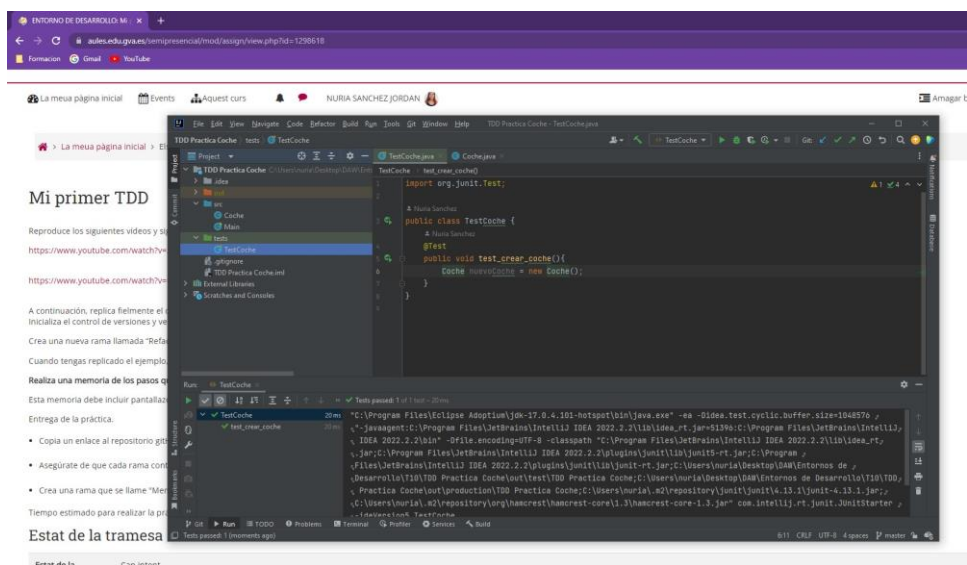 ENTORNO DE DESARROLLO: Mi
aules.edu.gva.es/semipresencial/mod/assign/view.php?id=1298618
Formacion Gmail YouTube
La meua pàgina inicial Events Aquest curs NURIA SANCHEZ JORDAN Amagar b
File Edit View Navigate Code Refactor Build Run Tools Git Window Help TDD Practica Coche - TestCoche.java
TDD Practica Coche tests TestCoche TestCoche Git:
La meua pàgina inicial
Project TestCoche.java Coche.java
TDD Practica Coche TestCoche test_crear_coche()
.idea
src
Coche
Main
tests
TestCoche
.gitignore
TDD Practica Coche.iml
External Libraries
Scratches and Consoles
import org.junit.Test;
Nuria Sanchez
public class TestCoche {
Nuria Sanchez
@Test
public void test_crear_coche(){
Coche nuevoCoche = new Coche();
}
}
1 4
Notifications
Database
Project
Commit
Mi primer TDD
Reproduce los siguientes vídeos y si
https://www.youtube.com/watch?v=
https://www.youtube.com/watch?v=
A continuación, replica fielmente el
Inicializa el control de versiones y ve
Crea una nueva rama llamada "Refa
Cuando tengas replicado el ejemplo,
Realiza una memoria de los pasos q
Esta memoria debe incluir pantallaz
Entrega de la práctica.
• Copia un enlace al repositorio git
• Asegúrate de que cada rama cont
• Crea una rama que se llame "Mer
Tiempo estimado para realizar la pr
Estat de la tramesa
Run: TestCoche
Tests passed: 1 of 1 test – 20 ms
TestCoche 20 ms
test_crear_coche 20 ms
"C:\Program Files\Eclipse Adoptium\jdk-17.0.4.101-hotspot\bin\java.exe" -ea -Didea.test.cyclic.buffer.size=1048576
"-javaagent:C:\Program Files\JetBrains\IntelliJ IDEA 2022.2.2\lib\idea_rt.jar=51396:C:\Program Files\JetBrains\IntelliJ
IDEA 2022.2.2\bin" -Dfile.encoding=UTF-8 -classpath "C:\Program Files\JetBrains\IntelliJ IDEA 2022.2.2\lib\idea_rt
.jar;C:\Program Files\JetBrains\IntelliJ IDEA 2022.2.2\plugins\junit\lib\junit5-rt.jar;C:\Program
Files\JetBrains\IntelliJ IDEA 2022.2.2\plugins\junit\lib\junit-rt.jar;C:\Users\nuria\Desktop\DAW\Entornos de
Desarrollo\T10\TDD Practica Coche\out\test\TDD Practica Coche;C:\Users\nuria\Desktop\DAW\Entornos de Desarrollo\T10\TDD
Practica Coche\out\production\TDD Practica Coche;C:\Users\nuria\.m2\repository\junit\junit\4.13.1\junit-4.13.1.jar;
C:\Users\nuria\.m2\repository\org\hamcrest\hamcrest-core\1.3\hamcrest-core-1.3.jar" com.intellij.rt.junit.JUnitStarter
-ideVersion5 TestCoche
Structure
Bookmarks
Git Run TODO Problems Terminal Profiler Services Build
Tests passed: 1 (moments ago) 6:11 CRLF UTF-8 4 spaces master
Estat de la Cap intent